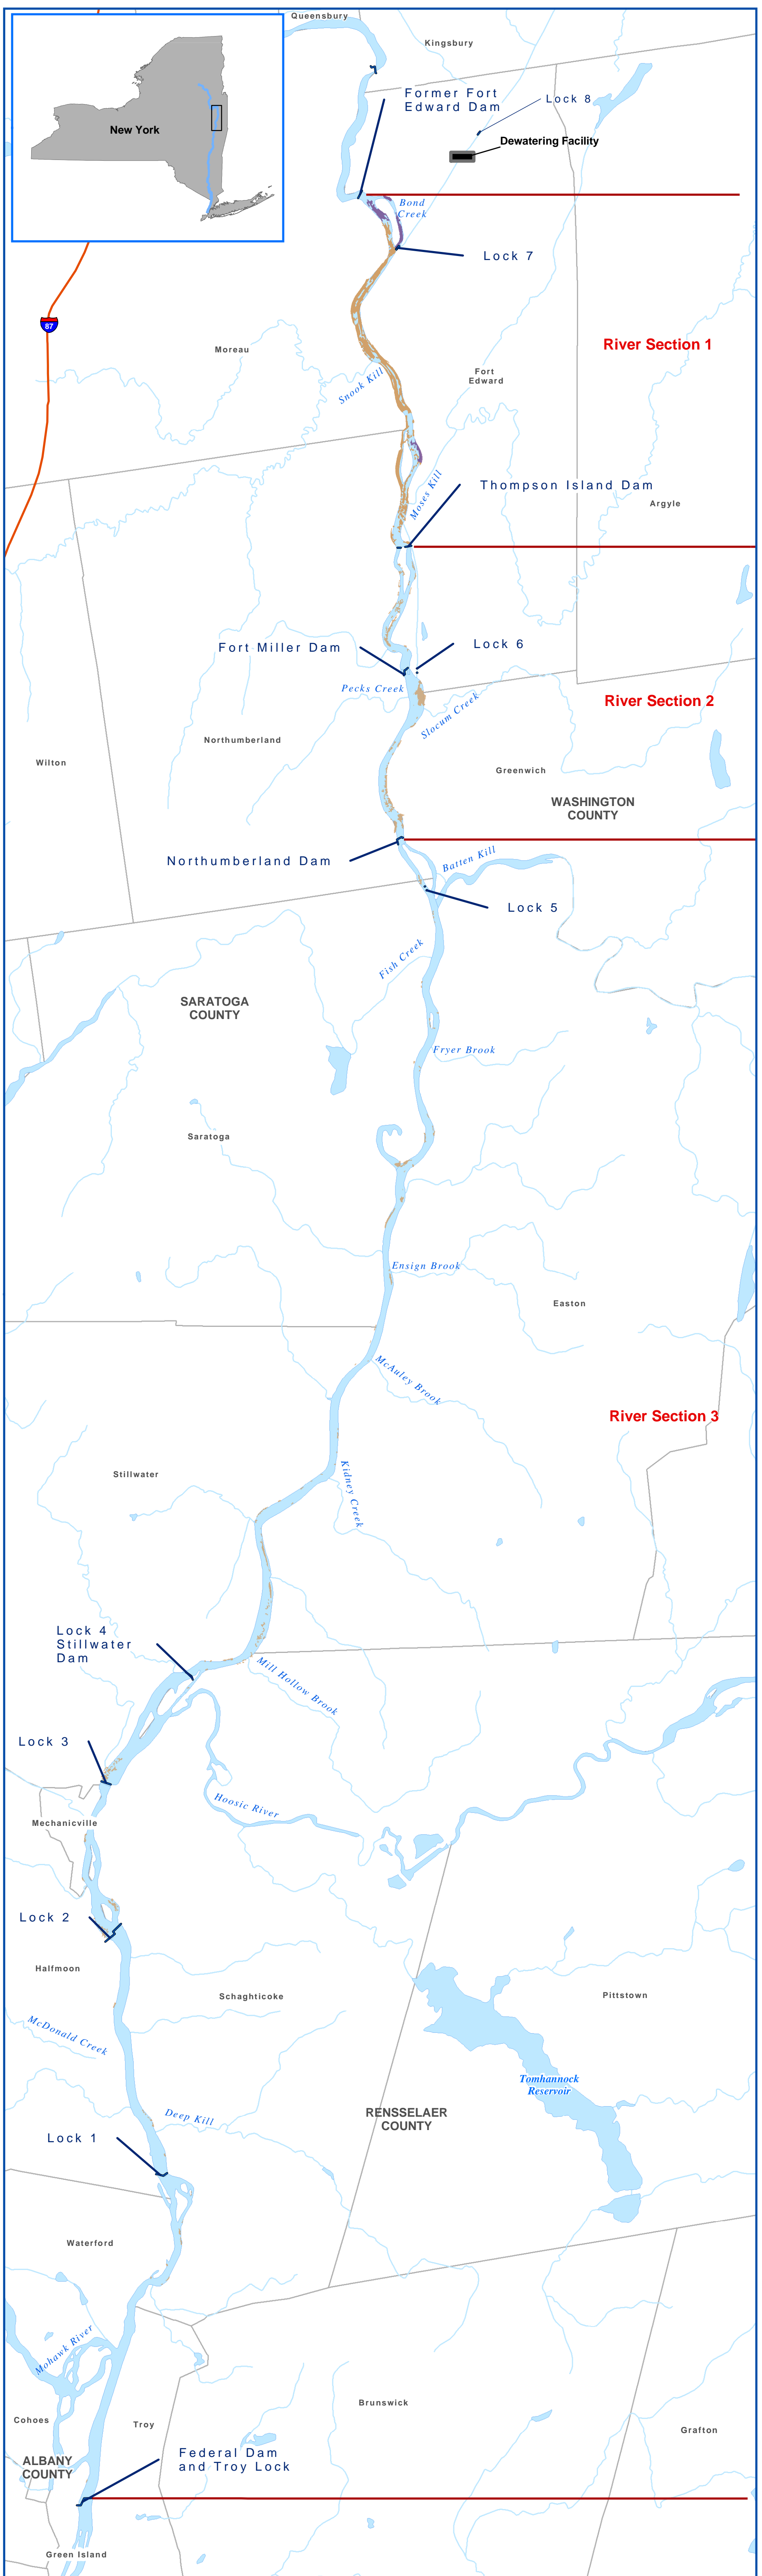 Queensbury
Kingsbury
New York
Former Fort
Edward Dam
Lock 8
Dewatering Facility
Bond
Creek
Lock 7
87
River Section 1
Moreau
Snook Kill
Fort
Edward
Moses Kill
Thompson Island Dam
Argyle
Fort Miller Dam
Lock 6
Pecks Creek
Slocum Creek
River Section 2
Northumberland
Wilton
Greenwich
WASHINGTON
COUNTY
Northumberland Dam
Batten Kill
Lock 5
Fish Creek
SARATOGA
COUNTY
Fryer Brook
Saratoga
Ensign Brook
Easton
McAuley Brook
River Section 3
Stillwater
Kidney Creek
Lock 4
Stillwater
Dam
Mill Hollow Brook
Lock 3
Hoosic River
Mechanicville
Lock 2
Halfmoon
Schaghticoke
Pittstown
McDonald Creek
Tomhannock
Reservoir
RENSSELAER
COUNTY
Deep Kill
Lock 1
Waterford
Mohawk River
Brunswick
Cohoes
Troy
Grafton
Federal Dam
and Troy Lock
ALBANY
COUNTY
Green Island